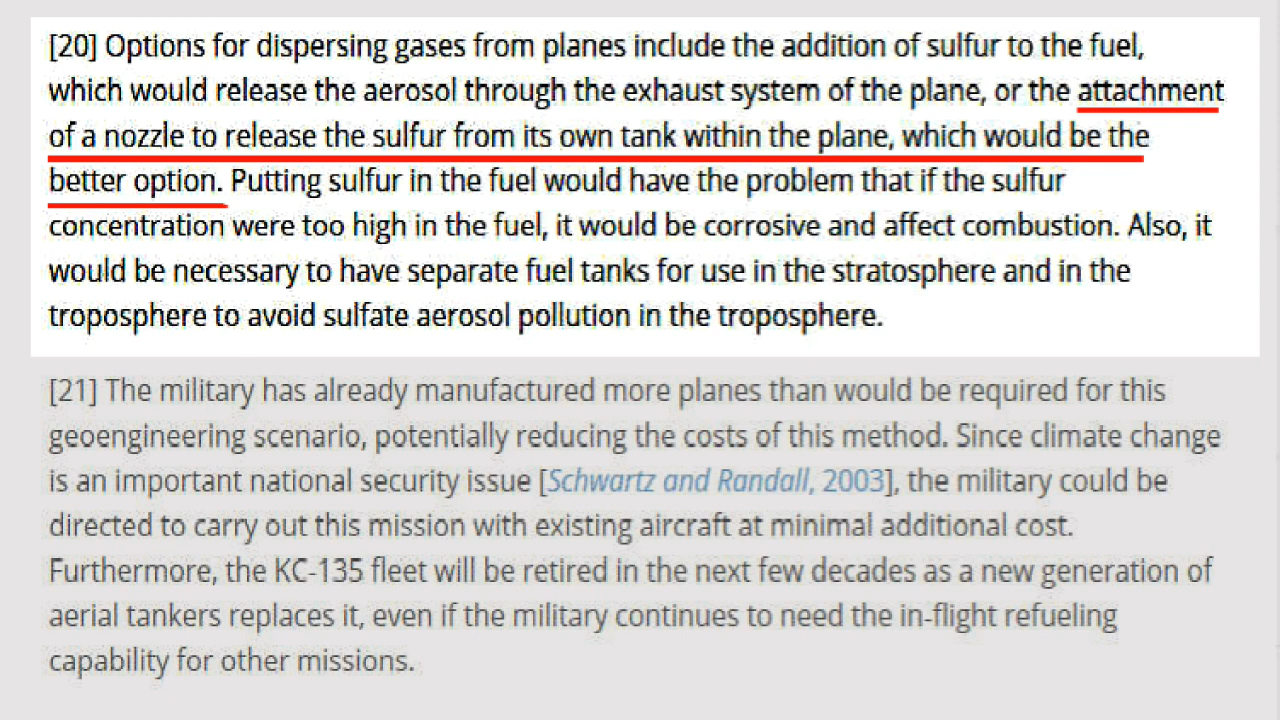 [20] Options for dispersing gases from planes include the addition of sulfur to the fuel,
which would release the aerosol through the exhaust system of the plane, or the attachment
of a nozzle to release the sulfur from its own tank within the plane, which would be the
better option. Putting sulfur in the fuel would have the problem that if the sulfur
concentration were too high in the fuel, it would be corrosive and affect combustion. Also, it
would be necessary to have separate fuel tanks for use in the stratosphere and in the
troposphere to avoid sulfate aerosol pollution in the troposphere.
[21] The military has already manufactured more planes than would be required for this
geoengineering scenario, potentially reducing the costs of this method. Since climate change
is an important national security issue [Schwartz and Randall, 2003], the military could be
directed to carry out this mission with existing aircraft at minimal additional cost.
Furthermore, the KC-135 fleet will be retired in the next few decades as a new generation of
aerial tankers replaces it, even if the military continues to need the in-flight refueling
capability for other missions.